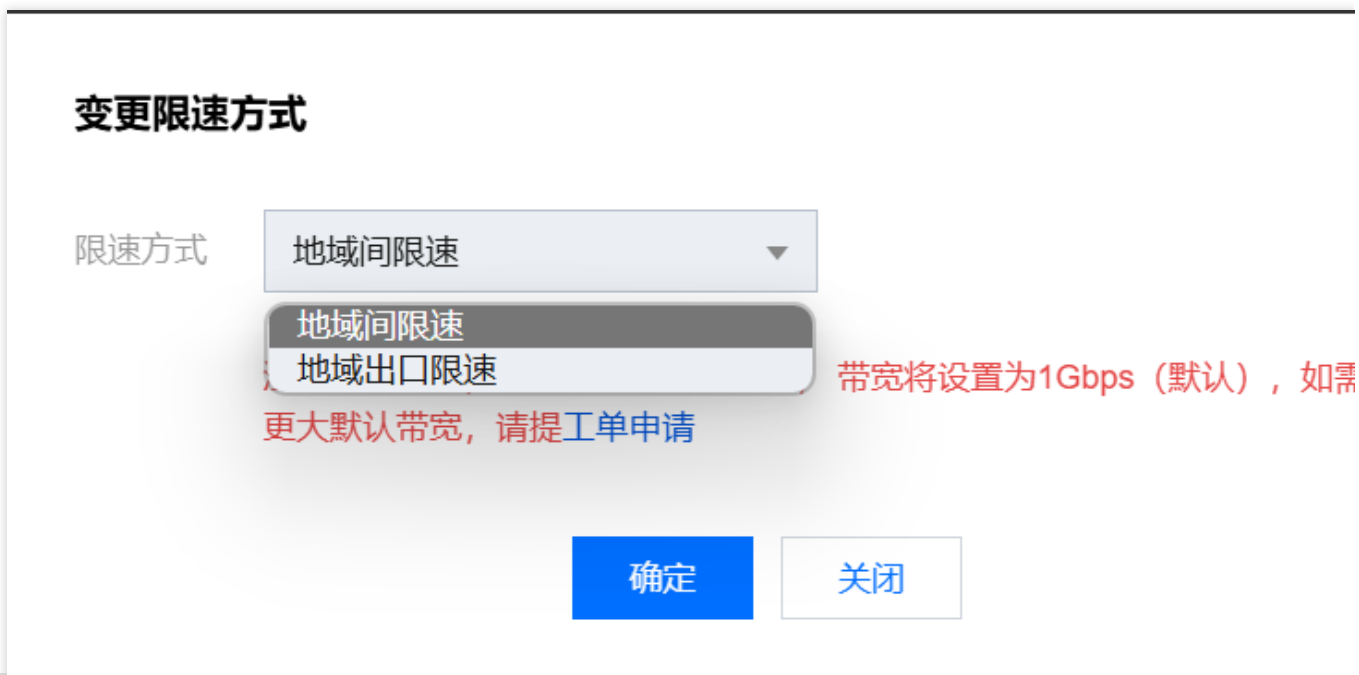 变更限速方式
限速方式
地域间限速
地域间限速
地域出口限速
带宽将设置为1Gbps（默认），如需
更大默认带宽，请提工单申请
确定
关闭